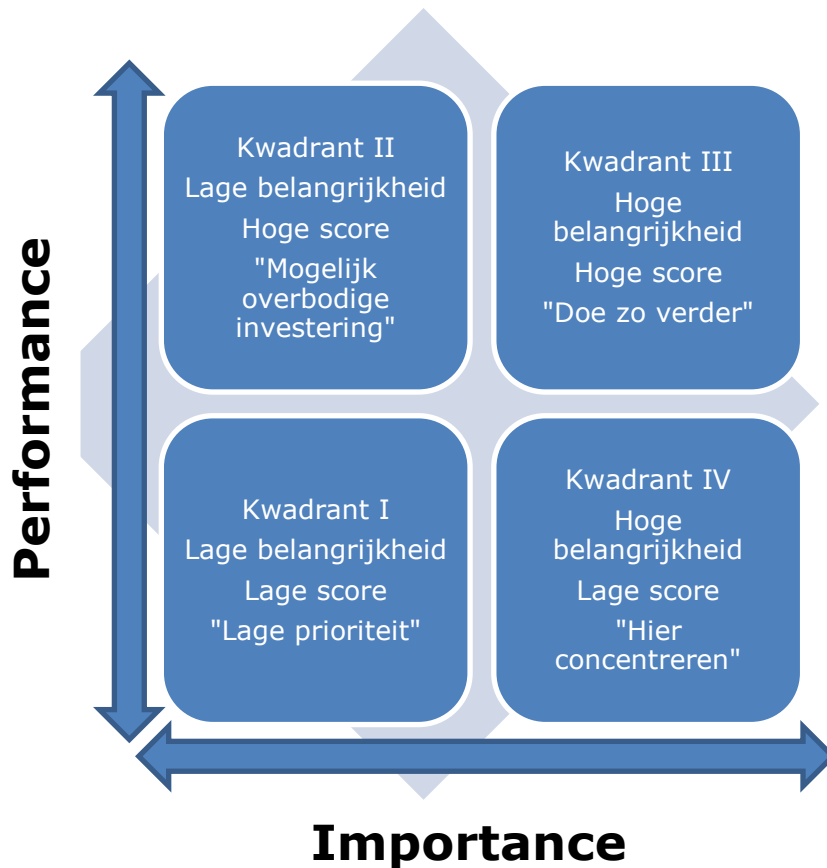 Performance
Kwadrant II
Lage belangrijkheid
Hoge score
"Mogelijk
overbodige
investering"
Kwadrant III
Hoge
belangrijkheid
Hoge score
"Doe zo verder"
Kwadrant I
Lage belangrijkheid
Lage score
"Lage prioriteit"
Kwadrant IV
Hoge
belangrijkheid
Lage score
"Hier
concentreren"
Importance